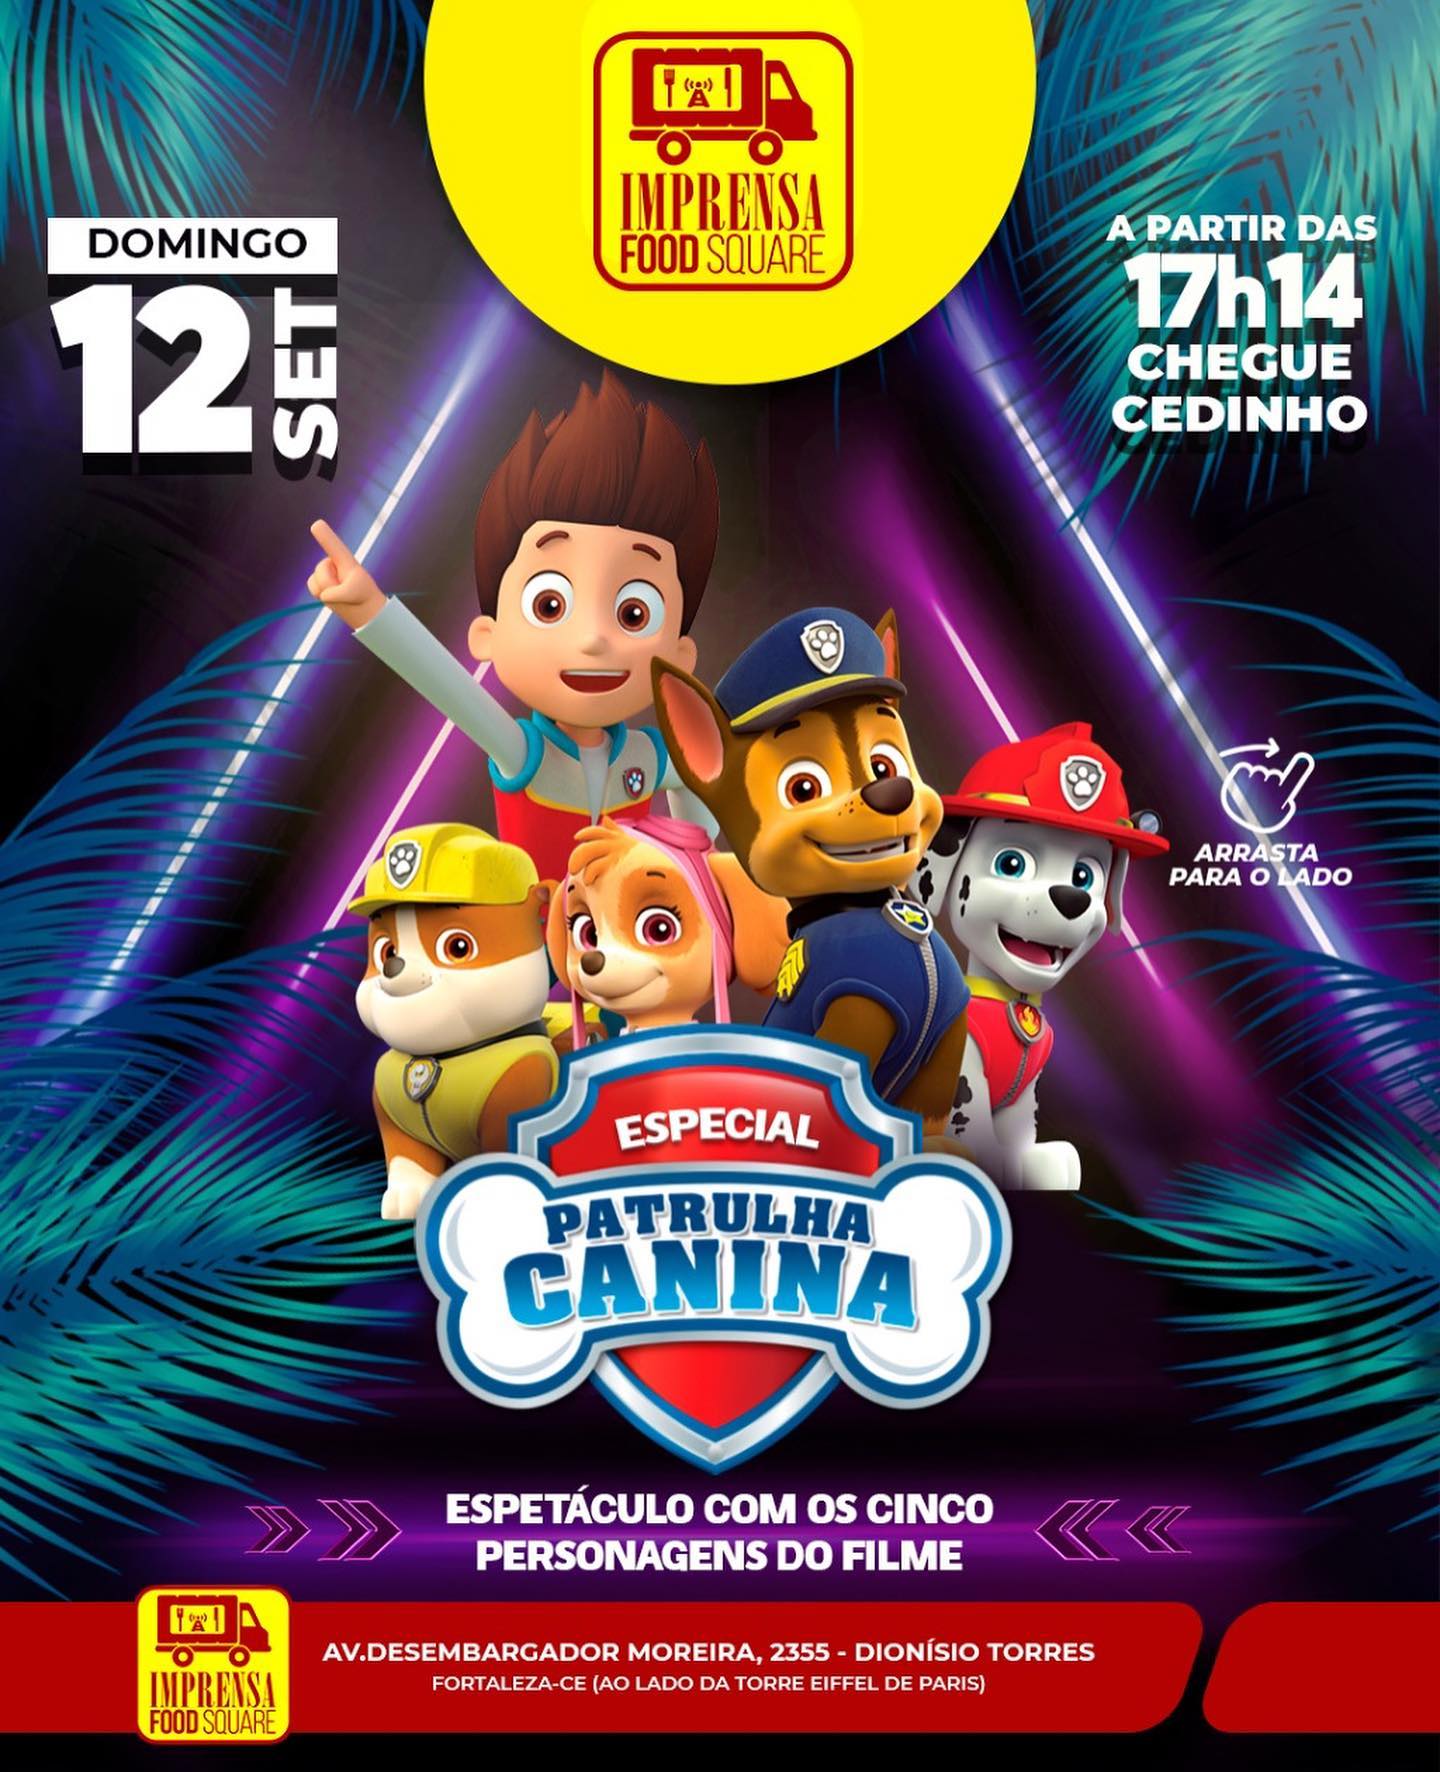 IMPRENSA
FOOD SQUARE
DOMINGO
12
SET
A PARTIR DAS
17h14
CHEGUE
CEDINHO
ARRASTA
PARA O LADO
ESPECIAL
PATRULHA
CANINA
ESPETÁCULO COM OS CINCO
PERSONAGENS DO FILME
IMPRENSA
FOOD SQUARE
AV.DESEMBARGADOR MOREIRA, 2355 - DIONÍSIO TORRES
FORTALEZA-CE (AO LADO DA TORRE EIFFEL DE PARIS)